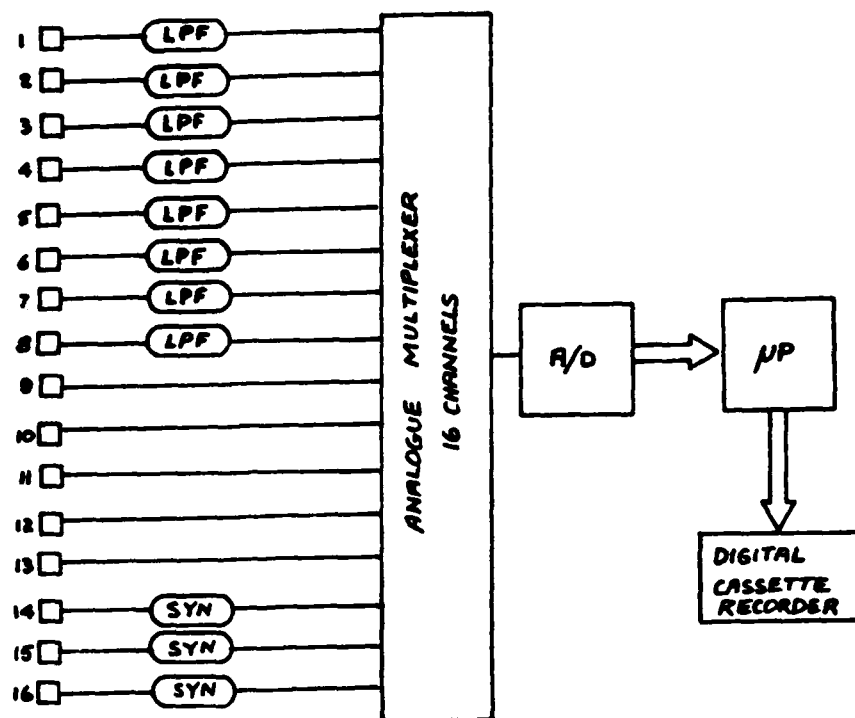 1 LPF
2 LPF
3 LPF
4 LPF
5 LPF
6 LPF
7 LPF
8 LPF
9
10
11
12
13
14 SYN
15 SYN
16 SYN
ANALOGUE MULTIPLEXER
16 CHANNELS
A/D
μP
DIGITAL
CASSETTE
RECORDER